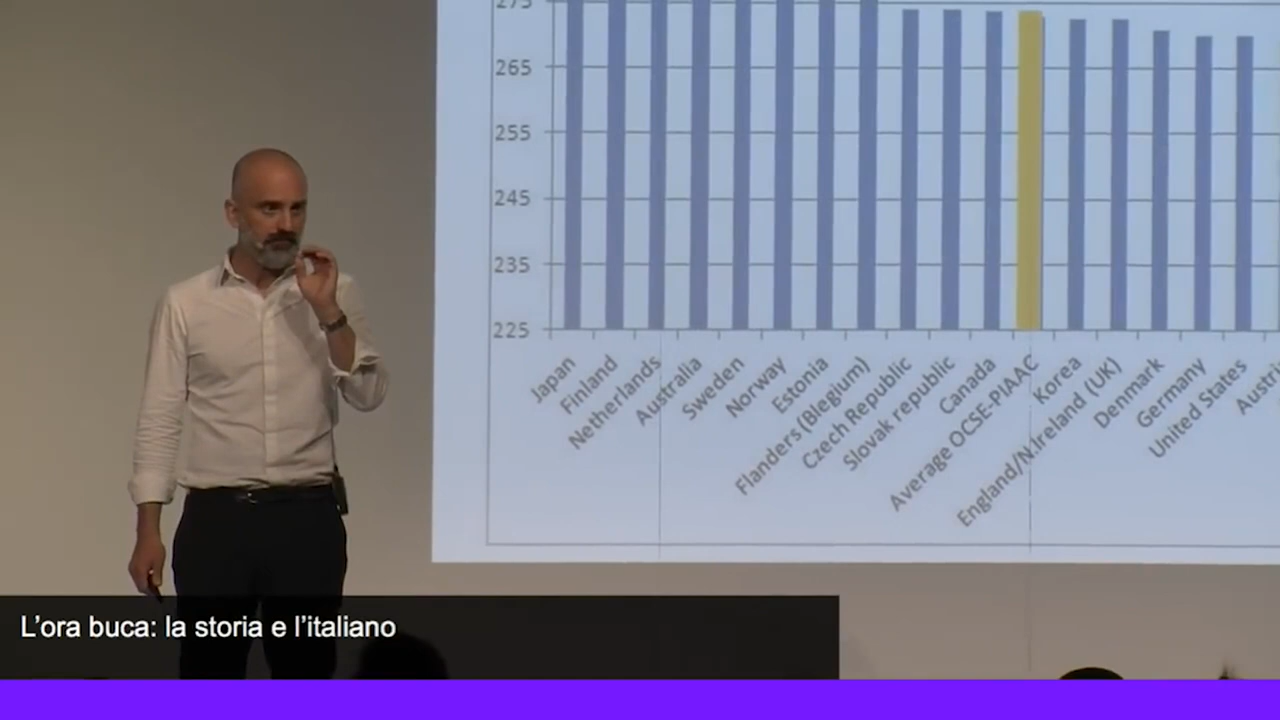 275
265
255
245
235
225
Japan
Finland
Netherlands
Australia
Sweden
Norway
Estonia
Flanders (Blegium)
Czech Republic
Slovak republic
Canada
Average OCSE-PIAAC
Korea
England/N.Ireland (UK)
Denmark
Germany
United States
Austri
L'ora buca: la storia e l'italiano